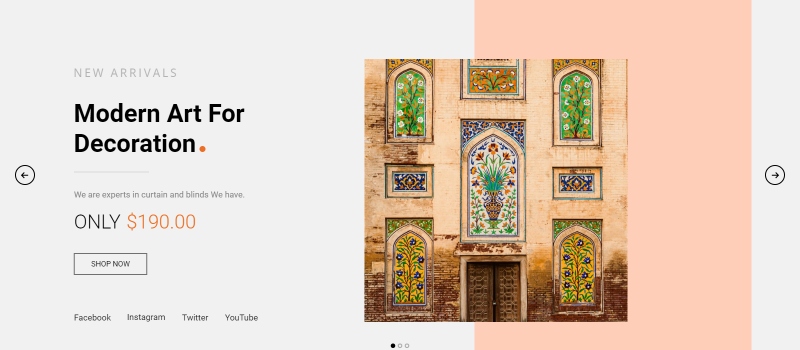 NEW ARRIVALS
Modern Art For
Decoration.
We are experts in curtain and blinds We have.
ONLY $190.00
SHOP NOW
Facebook Instagram Twitter YouTube